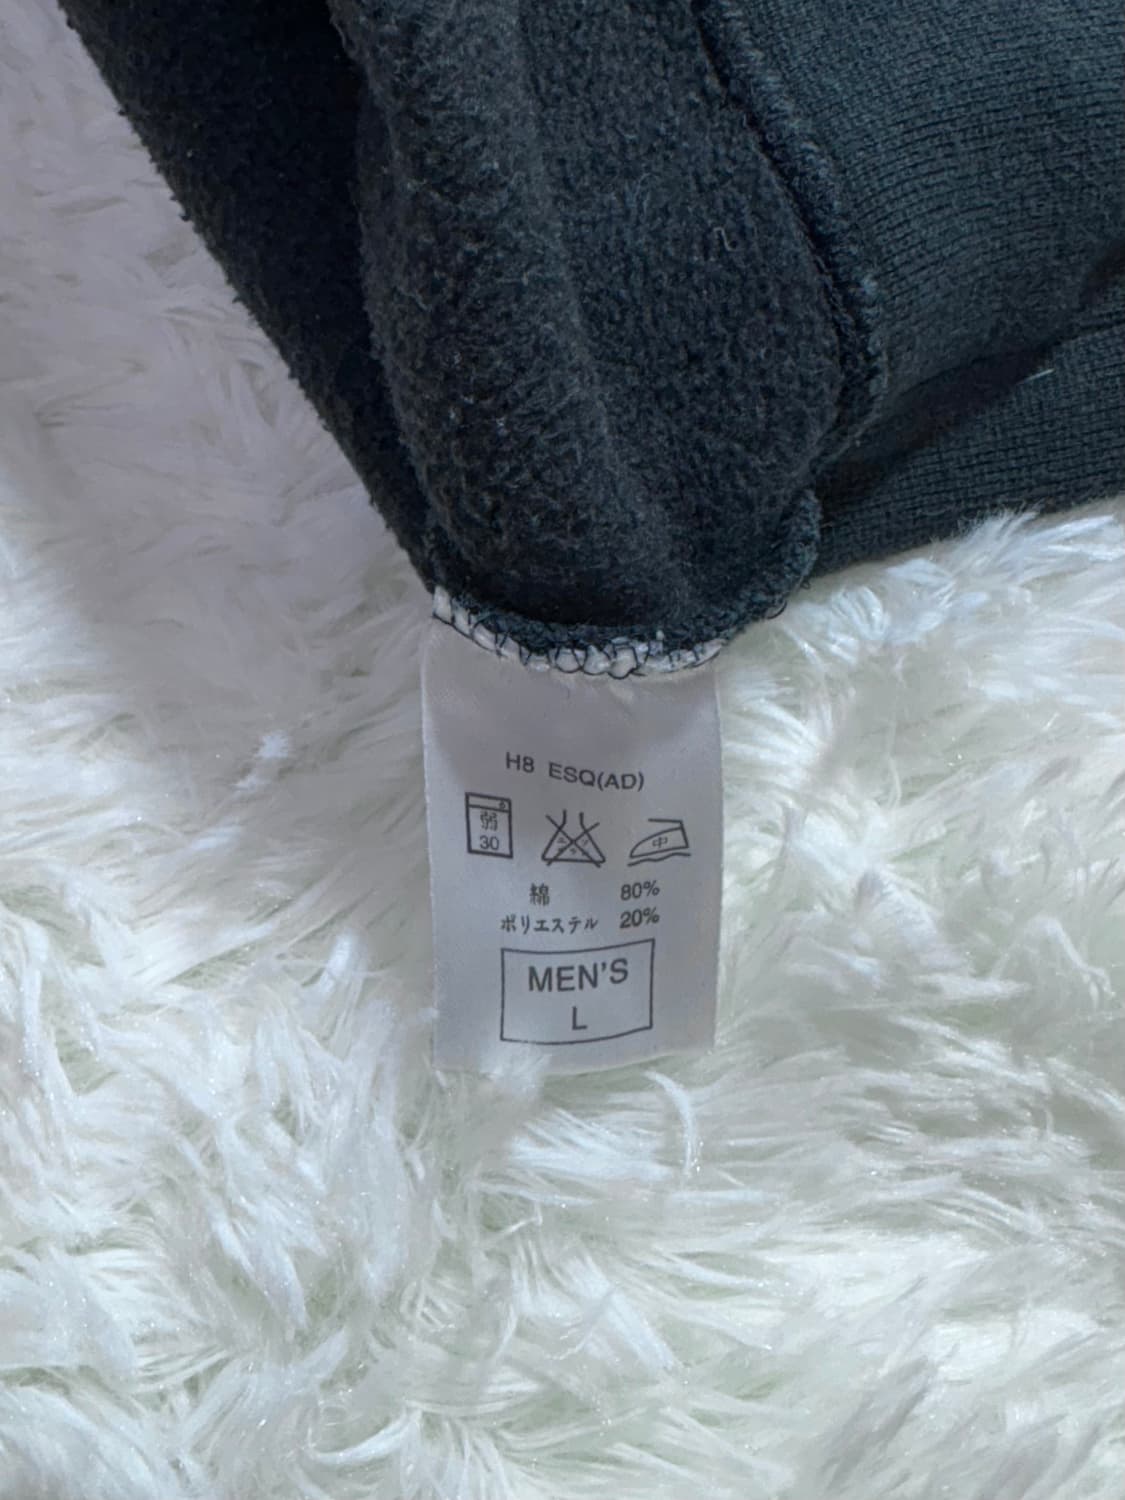 H8 ESQ(AD)
弱
30
中
綿 80%
ポリエステル 20%
MEN'S
L